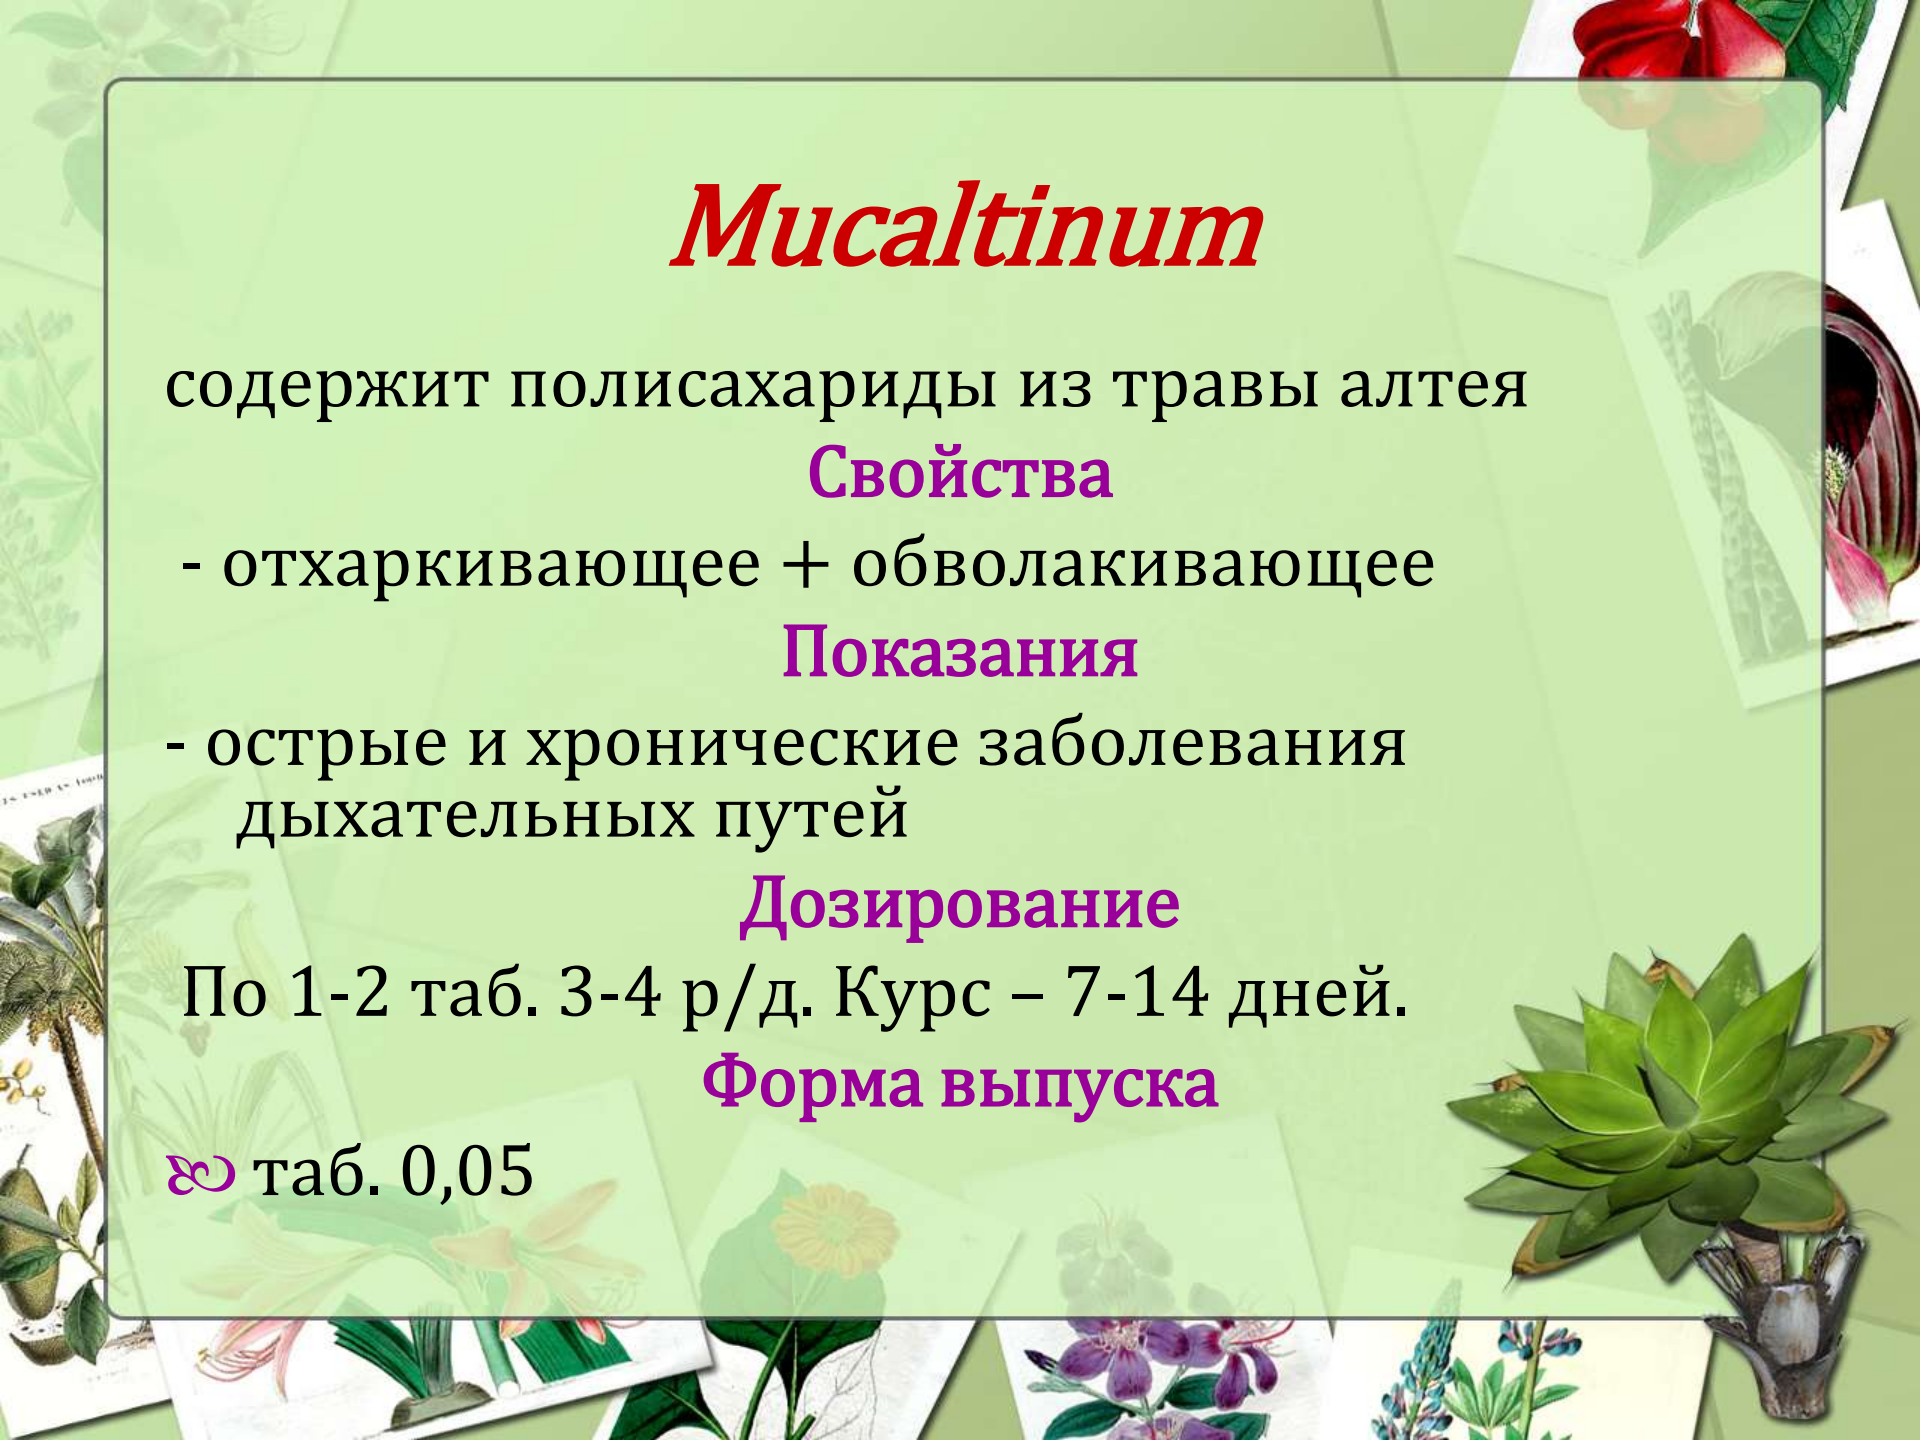 Mucaltinum
содержит полисахариды из травы алтея
Свойства
- отхаркивающее + обволакивающее
Показания
- острые и хронические заболевания
дыхательных путей
Дозирование
По 1-2 таб. 3-4 р/д. Курс – 7-14 дней.
Форма выпуска
таб. 0,05